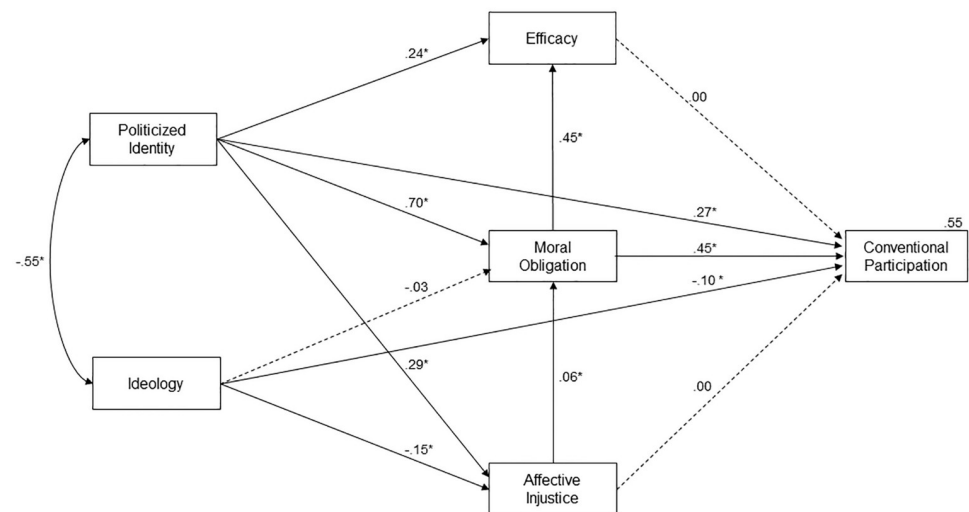 Efficacy
.24*
.00
Politicized
Identity
.45*
.70*
.27*
.55
Moral
Obligation
.45*
Conventional
Participation
-.55*
-.03
-.10 *
Ideology
.29*
.06*
.00
-.15*
Affective
Injustice